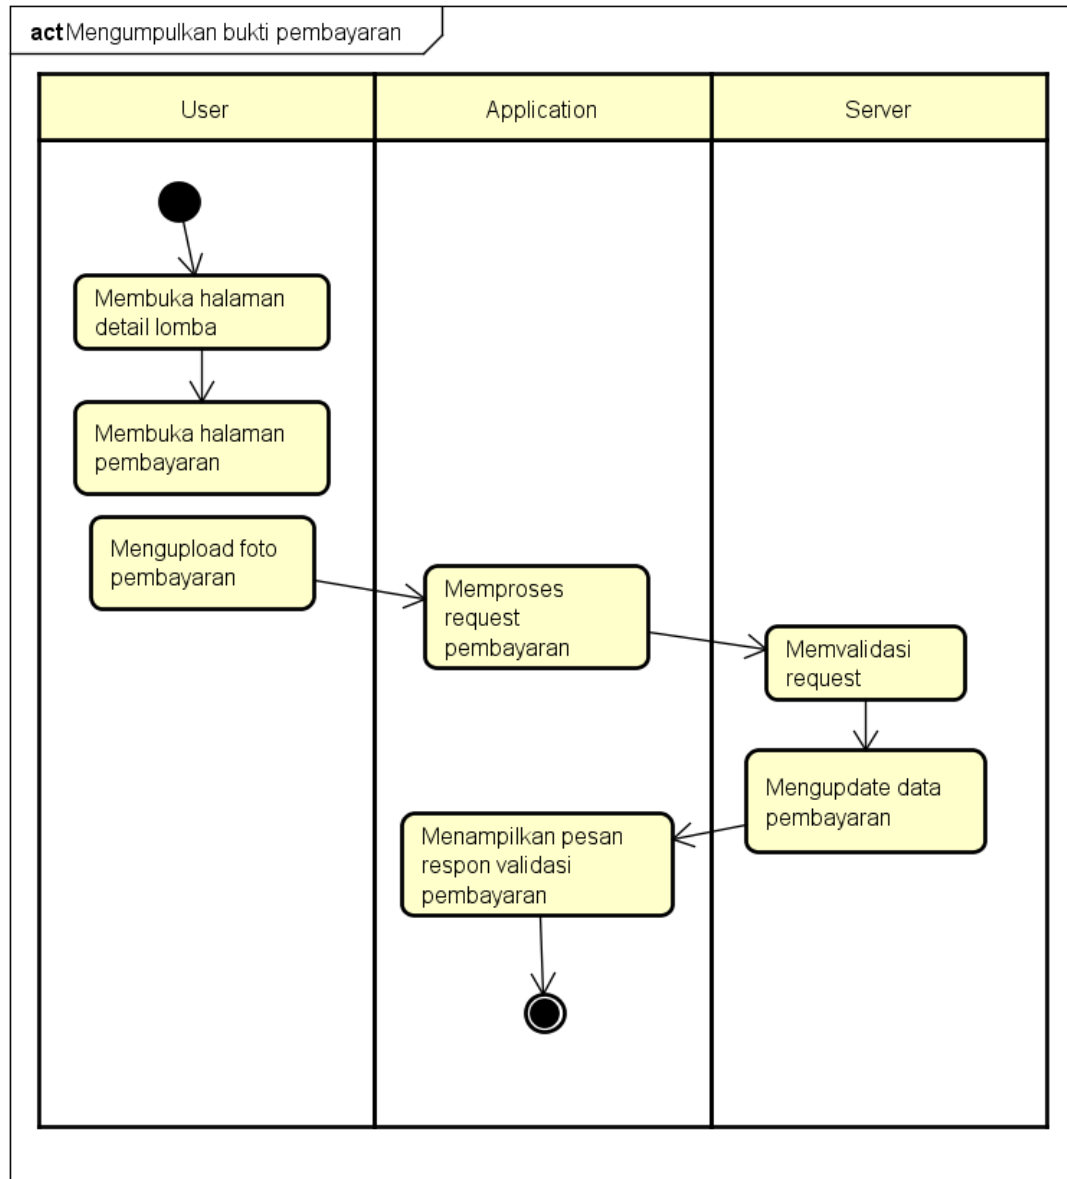 act Mengumpulkan bukti pembayaran
User
Application
Server
Membuka halaman
detail lomba
Membuka halaman
pembayaran
Mengupload foto
pembayaran
Memproses
request
pembayaran
Memvalidasi
request
Mengupdate data
pembayaran
Menampilkan pesan
respon validasi
pembayaran